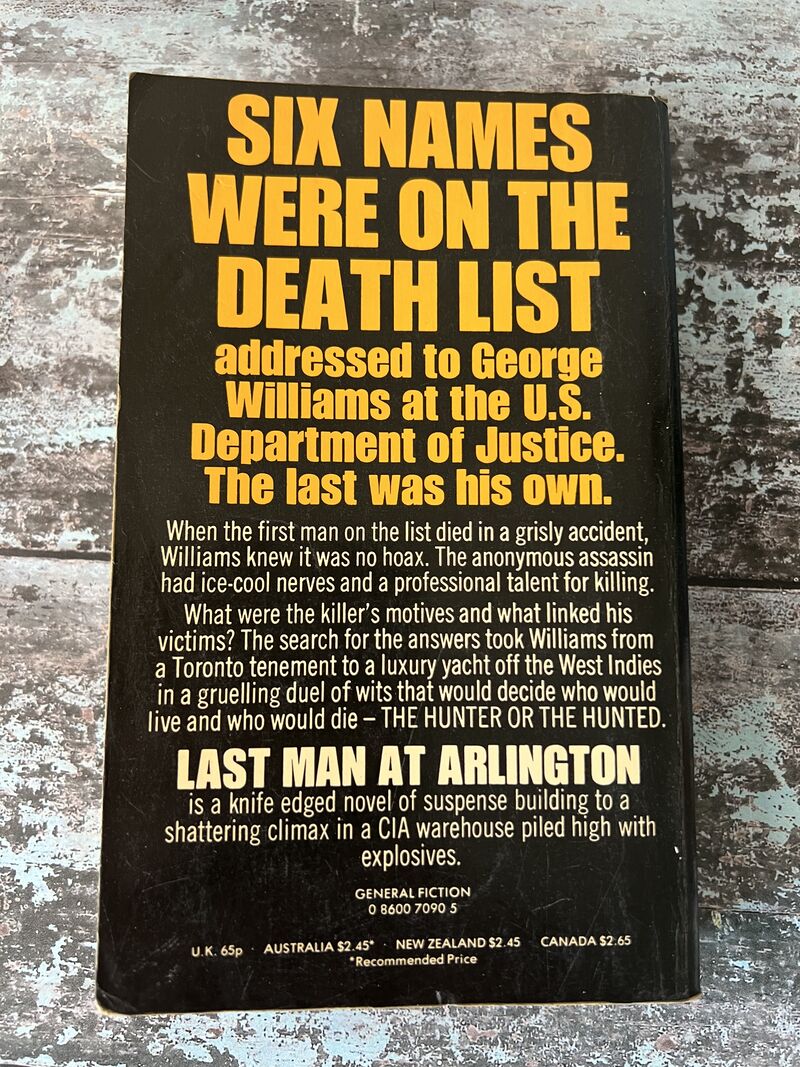 SIX NAMES
WERE ON THE
DEATH LIST
addressed to George
Williams at the U.S.
Department of Justice.
The last was his own.
When the first man on the list died in a grisly accident,
Williams knew it was no hoax. The anonymous assassin
had ice-cool nerves and a professional talent for killing.
What were the killer's motives and what linked his
victims? The search for the answers took Williams from
a Toronto tenement to a luxury yacht off the West Indies
in a gruelling duel of wits that would decide who would
live and who would die – THE HUNTER OR THE HUNTED.
LAST MAN AT ARLINGTON
is a knife edged novel of suspense building to a
shattering climax in a CIA warehouse piled high with
explosives.
GENERAL FICTION
0 8600 7090 5
U.K. 65p · AUSTRALIA $2.45* · NEW ZEALAND $2.45 CANADA $2.65
*Recommended Price